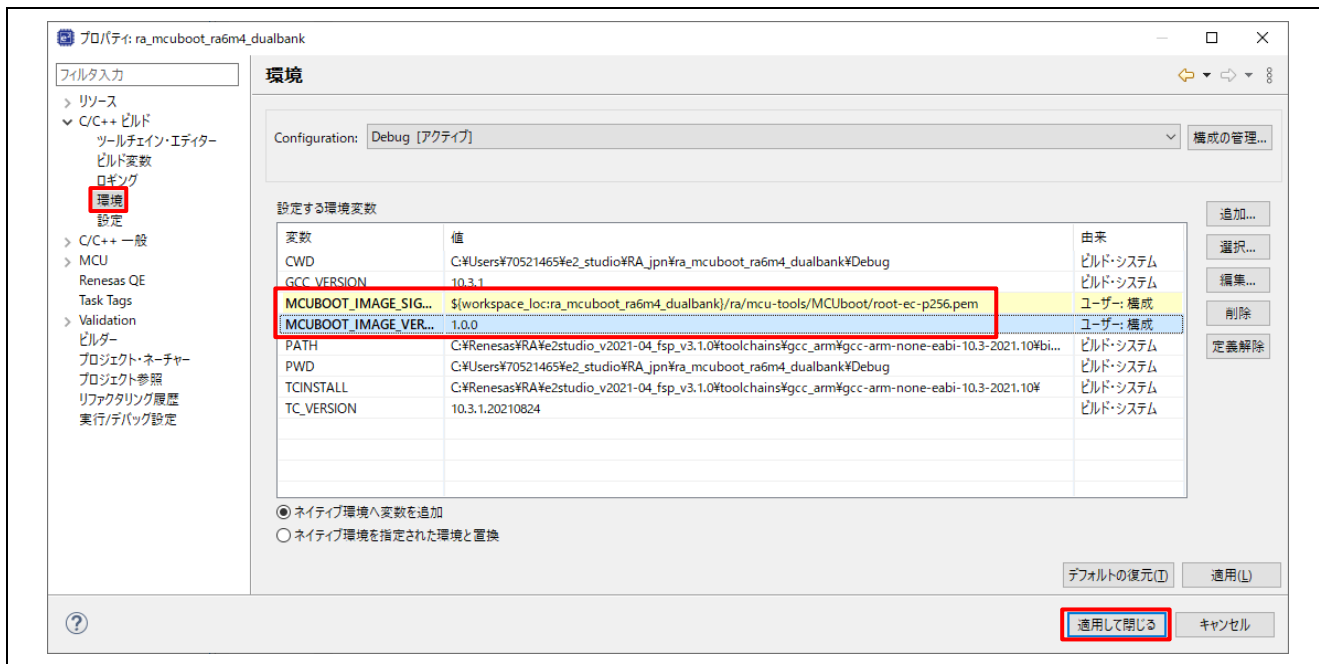 プロパティ: ra_mcuboot_ra6m4_dualbank
フィルタ入力
環境
リソース
C/C++ ビルド
ツールチェイン・エディター
ビルド変数
ロギング
環境
設定
C/C++ 一般
MCU
Renesas QE
Task Tags
Validation
ビルダー
プロジェクト・ネーチャー
プロジェクト参照
リファクタリング履歴
実行/デバッグ設定
Configuration: Debug [アクティブ] 構成の管理...
設定する環境変数
変数 値 由来
CWD C:¥Users¥70521465¥e2_studio¥RA_jpn¥ra_mcuboot_ra6m4_dualbank¥Debug ビルド・システム
GCC_VERSION 10.3.1 ビルド・システム
MCUBOOT_IMAGE_SIG... ${workspace_loc:ra_mcuboot_ra6m4_dualbank}/ra/mcu-tools/MCUboot/root-ec-p256.pem ユーザー: 構成
MCUBOOT_IMAGE_VER... 1.0.0 ユーザー: 構成
PATH C:¥Renesas¥RA¥e2studio_v2021-04_fsp_v3.1.0¥toolchains¥gcc_arm¥gcc-arm-none-eabi-10.3-2021.10¥bi... ビルド・システム
PWD C:¥Users¥70521465¥e2_studio¥RA_jpn¥ra_mcuboot_ra6m4_dualbank¥Debug ビルド・システム
TCINSTALL C:¥Renesas¥RA¥e2studio_v2021-04_fsp_v3.1.0¥toolchains¥gcc_arm¥gcc-arm-none-eabi-10.3-2021.10¥ ビルド・システム
TC_VERSION 10.3.1.20210824 ビルド・システム
追加...
選択...
編集...
削除
定義解除
ネイティブ環境へ変数を追加
ネイティブ環境を指定された環境と置換
デフォルトの復元(T) 適用(L)
適用して閉じる キャンセル